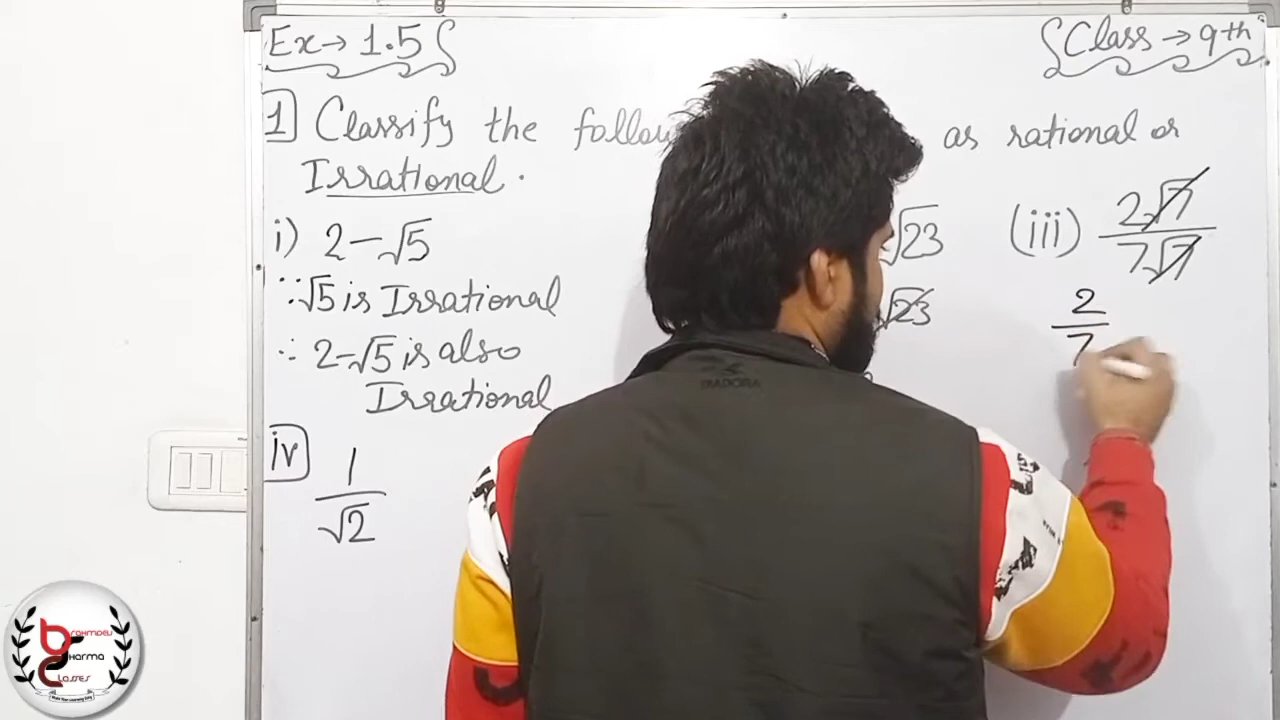 Ex→ 1.5
Class → 9th
1 Classify the as rational or
Irrational.
i) 2-√5
√23
(iii) 2√7
7√7
∵√5 is Irrational
√23
2
7
∴ 2-√5 is also
Irrational
iv 1
√2
Classes